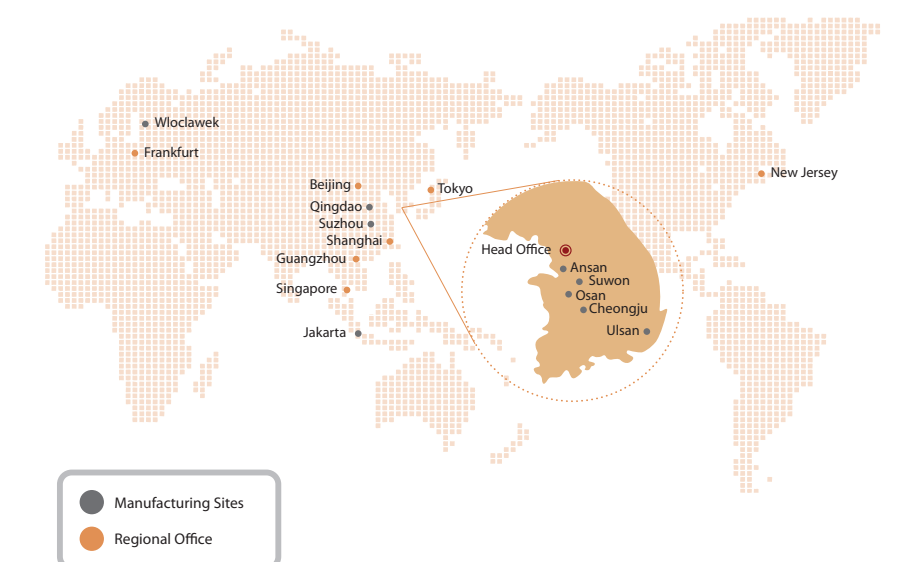 Wloclawek
Frankfurt
New Jersey
Beijing
Tokyo
Qingdao
Suzhou
Shanghai
Head Office
Guangzhou
Ansan
Suwon
Singapore
Osan
Cheongju
Jakarta
Ulsan
Manufacturing Sites
Regional Office